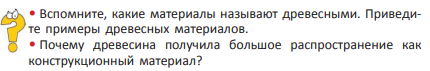 • Вспомните, какие материалы называют древесными. Приведи-
те примеры древесных материалов.
• Почему древесина получила большое распространение как
конструкционный материал?